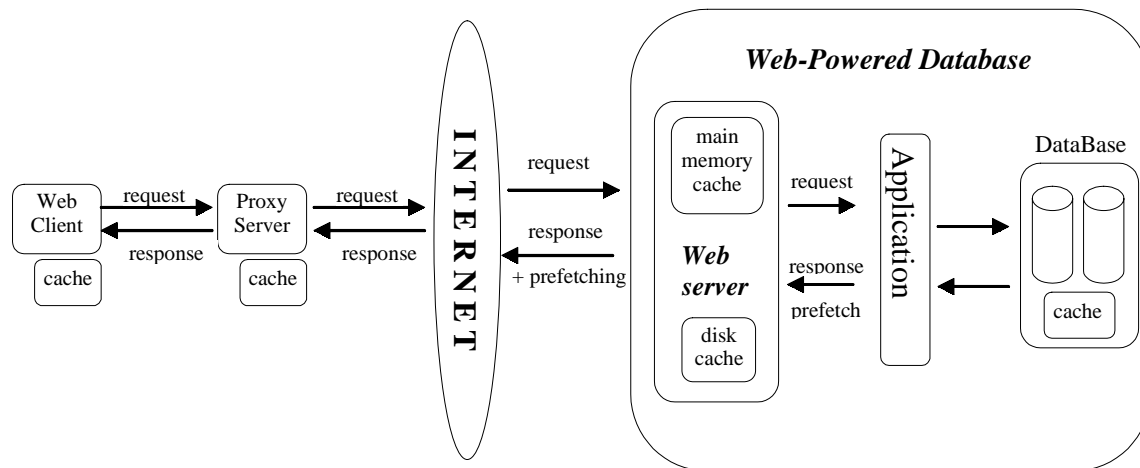 Web-Powered Database
Web
Client
cache
request
response
Proxy
Server
cache
request
response
INTERNET
request
response
+ prefetching
main
memory
cache
Web
server
disk
cache
request
response
prefetch
Application
DataBase
cache